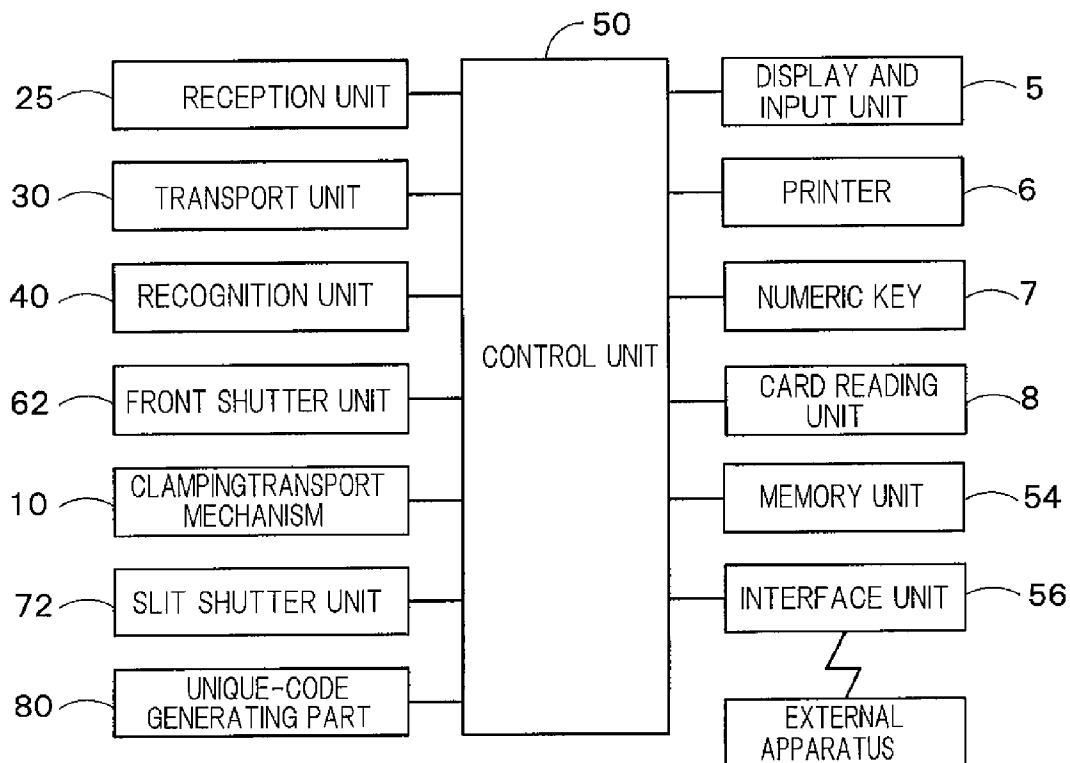 50
25
RECEPTION UNIT
30
TRANSPORT UNIT
40
RECOGNITION UNIT
62
FRONT SHUTTER UNIT
10
CLAMPINGTRANSPORT
MECHANISM
72
SLIT SHUTTER UNIT
80
UNIQUE-CODE
GENERATING PART
CONTROL UNIT
DISPLAY AND
INPUT UNIT
5
PRINTER
6
NUMERIC KEY
7
CARD READING
UNIT
8
MEMORY UNIT
54
INTERFACE UNIT
56
EXTERNAL
APPARATUS